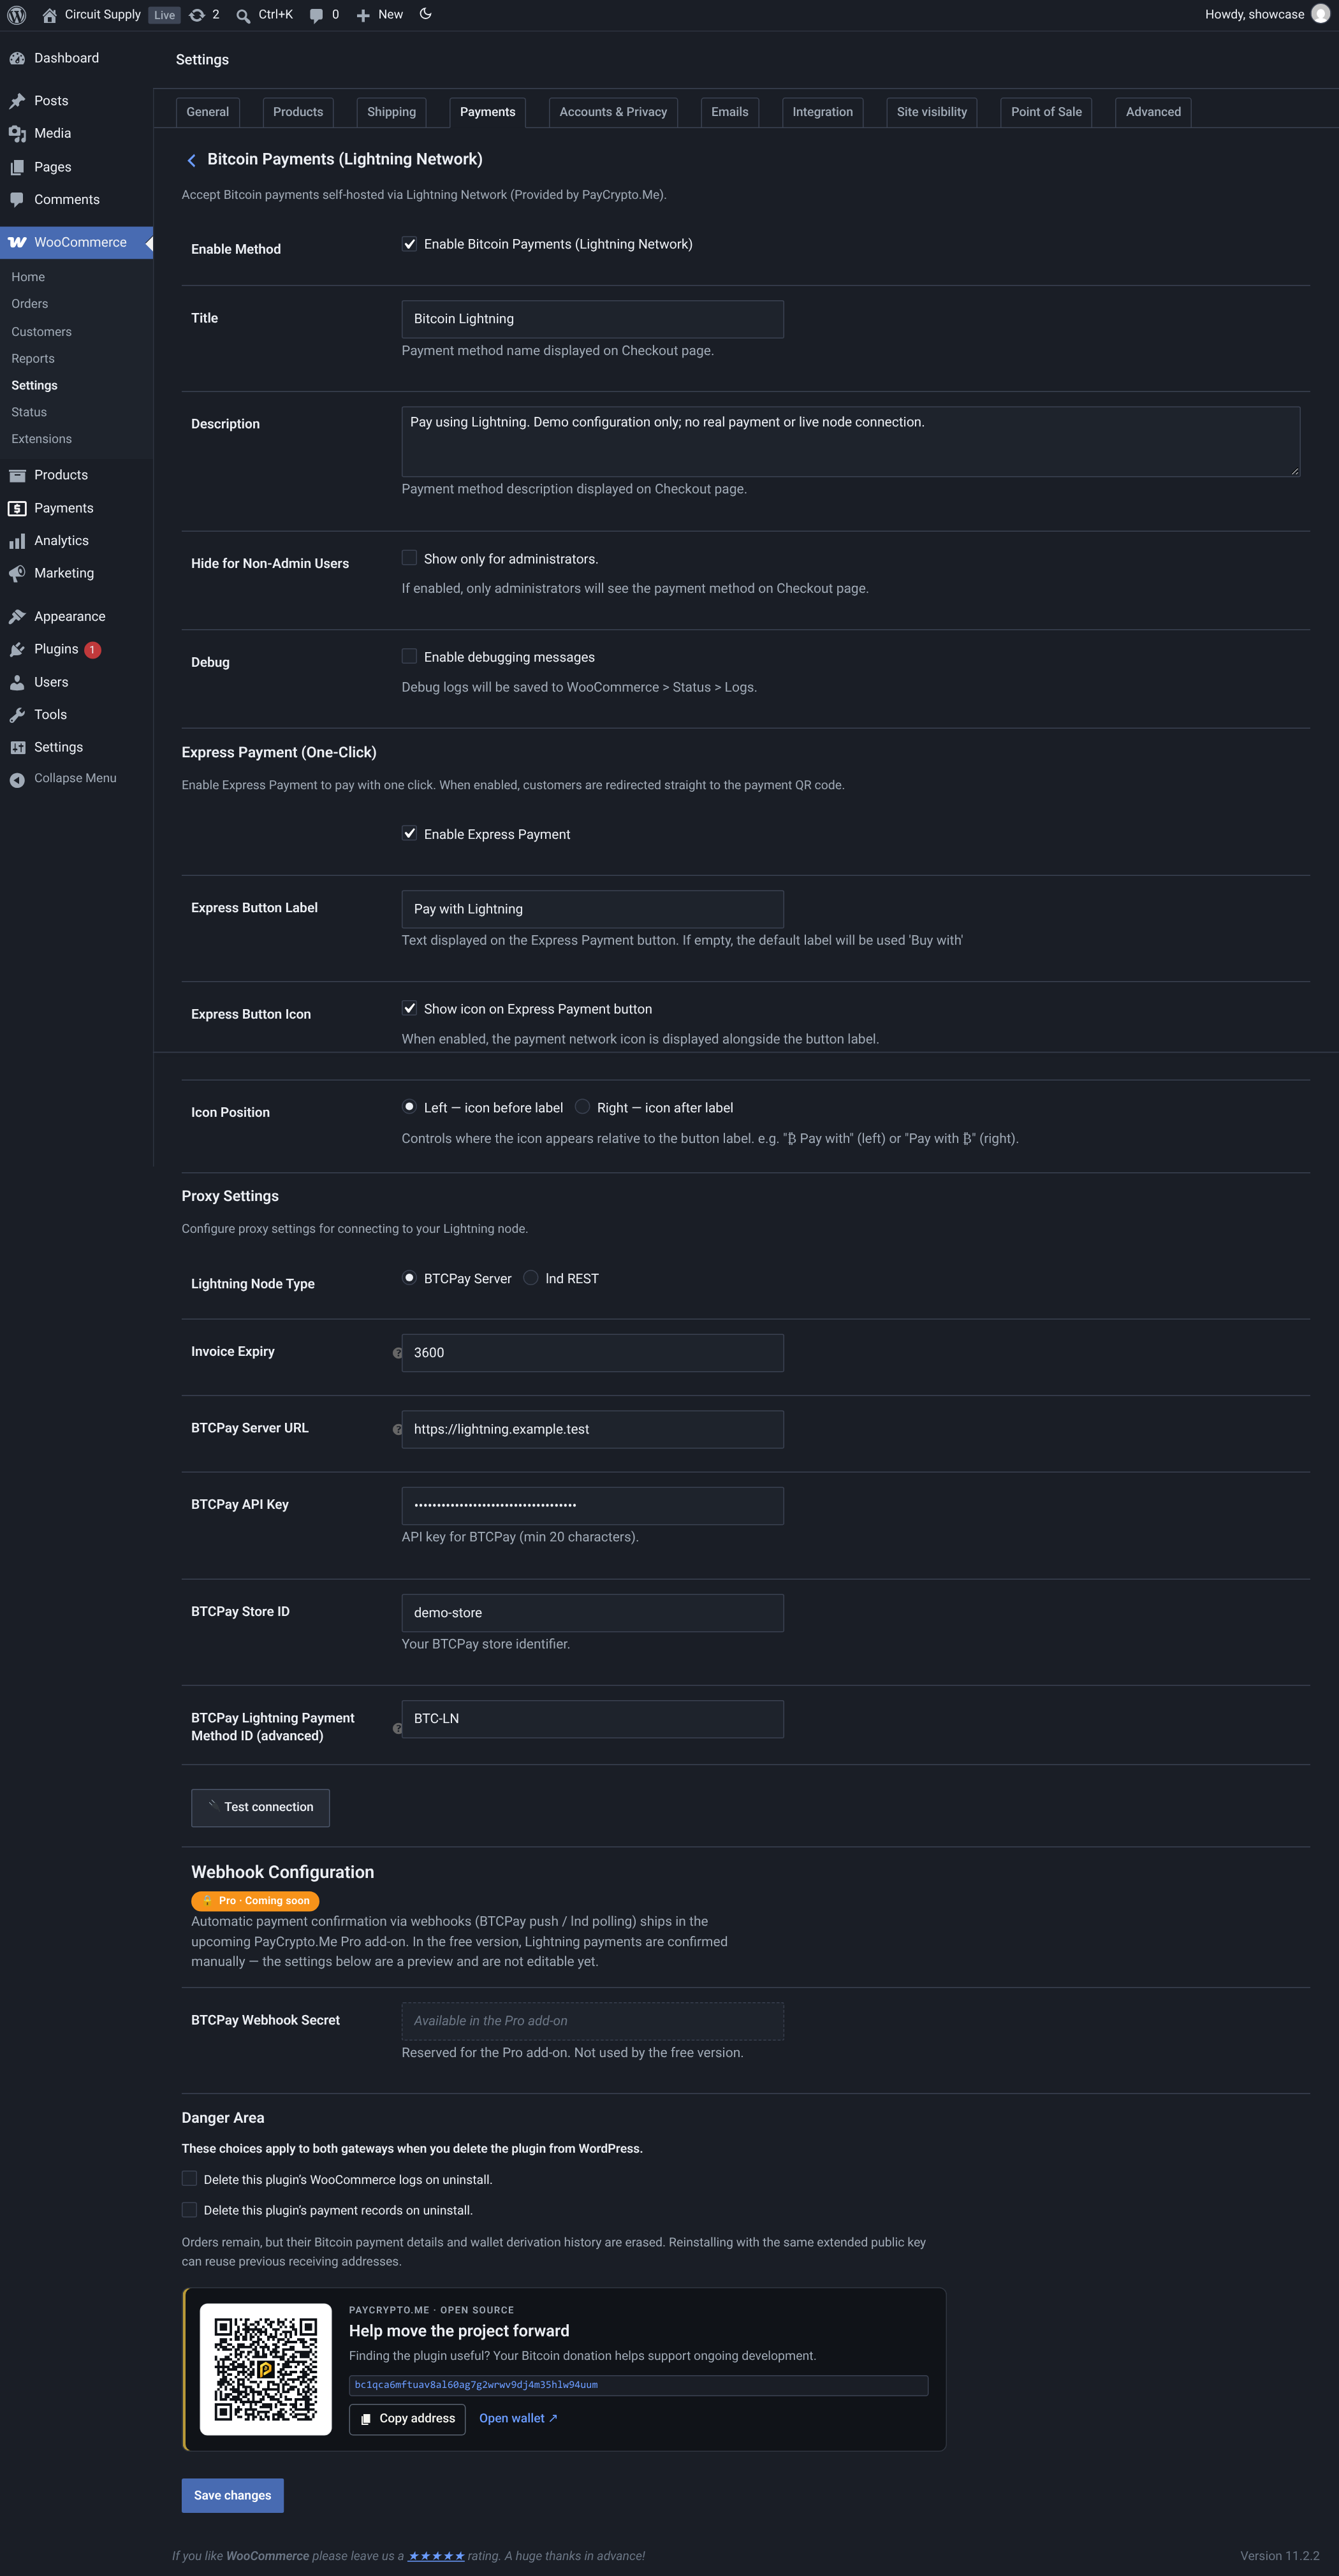 Circuit Supply Live 2 Ctrl+K 0 New Howdy, showcase
Dashboard
Posts
Media
Pages
Comments
WooCommerce
Home
Orders
Customers
Reports
Settings
Status
Extensions
Products
Payments
Analytics
Marketing
Appearance
Plugins 1
Users
Tools
Settings
Collapse Menu
Settings
General Products Shipping Payments Accounts & Privacy Emails Integration Site visibility Point of Sale Advanced
Bitcoin Payments (Lightning Network)
Accept Bitcoin payments self-hosted via Lightning Network (Provided by PayCrypto.Me).
Enable Method
Enable Bitcoin Payments (Lightning Network)
Title
Bitcoin Lightning
Payment method name displayed on Checkout page.
Description
Pay using Lightning. Demo configuration only; no real payment or live node connection.
Payment method description displayed on Checkout page.
Hide for Non-Admin Users
Show only for administrators.
If enabled, only administrators will see the payment method on Checkout page.
Debug
Enable debugging messages
Debug logs will be saved to WooCommerce > Status > Logs.
Express Payment (One-Click)
Enable Express Payment to pay with one click. When enabled, customers are redirected straight to the payment QR code.
Enable Express Payment
Express Button Label
Pay with Lightning
Text displayed on the Express Payment button. If empty, the default label will be used 'Buy with'
Express Button Icon
Show icon on Express Payment button
When enabled, the payment network icon is displayed alongside the button label.
Icon Position
Left — icon before label Right — icon after label
Controls where the icon appears relative to the button label. e.g. "₿ Pay with" (left) or "Pay with ₿" (right).
Proxy Settings
Configure proxy settings for connecting to your Lightning node.
Lightning Node Type
BTCPay Server lnd REST
Invoice Expiry
? 3600
BTCPay Server URL
? https://lightning.example.test
BTCPay API Key
••••••••••••••••••••••••••••••••••••
API key for BTCPay (min 20 characters).
BTCPay Store ID
demo-store
Your BTCPay store identifier.
BTCPay Lightning Payment
Method ID (advanced)
? BTC-LN
Test connection
Webhook Configuration
Pro · Coming soon
Automatic payment confirmation via webhooks (BTCPay push / lnd polling) ships in the
upcoming PayCrypto.Me Pro add-on. In the free version, Lightning payments are confirmed
manually — the settings below are a preview and are not editable yet.
BTCPay Webhook Secret
Available in the Pro add-on
Reserved for the Pro add-on. Not used by the free version.
Danger Area
These choices apply to both gateways when you delete the plugin from WordPress.
Delete this plugin's WooCommerce logs on uninstall.
Delete this plugin's payment records on uninstall.
Orders remain, but their Bitcoin payment details and wallet derivation history are erased. Reinstalling with the same extended public key
can reuse previous receiving addresses.
PAYCRYPTO.ME · OPEN SOURCE
Help move the project forward
Finding the plugin useful? Your Bitcoin donation helps support ongoing development.
bc1qca6mftuav8al60ag7g2wrwv9dj4m35hlw94uum
Copy address Open wallet ↗
Save changes
If you like WooCommerce please leave us a ★★★★★ rating. A huge thanks in advance!
Version 11.2.2